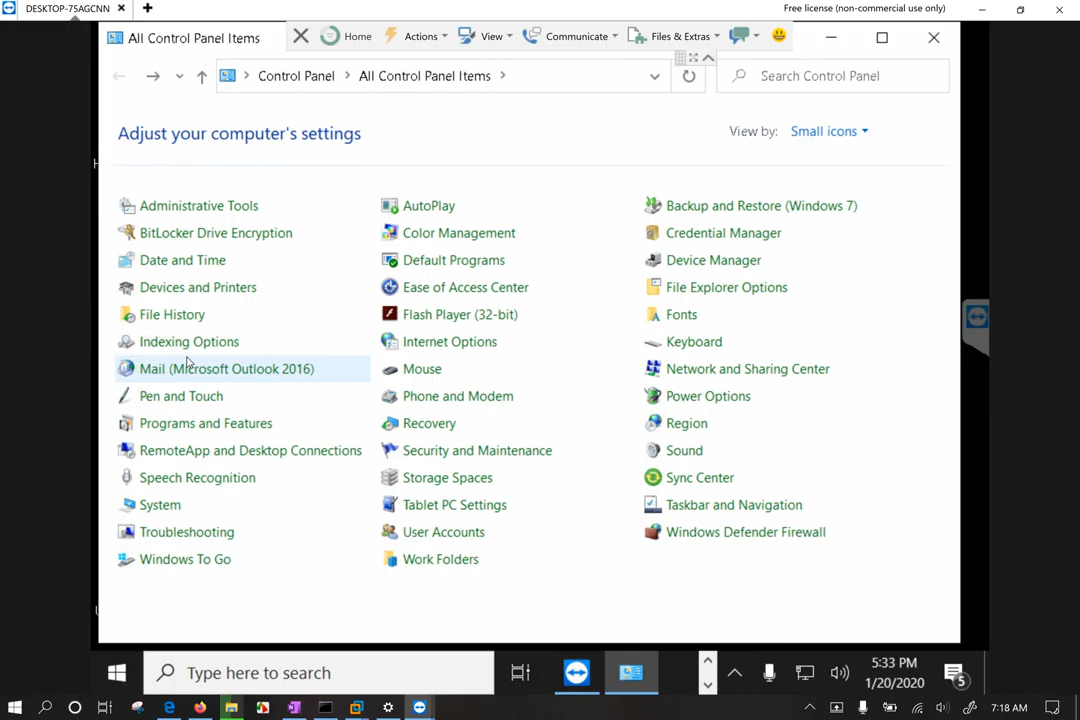 DESKTOP-75AGCNN
Free license (non-commercial use only)
All Control Panel Items
Home
Actions
View
Communicate
Files & Extras
Control Panel
All Control Panel Items
Search Control Panel
Adjust your computer's settings
View by:
Small icons
Administrative Tools
AutoPlay
Backup and Restore (Windows 7)
BitLocker Drive Encryption
Color Management
Credential Manager
Date and Time
Default Programs
Device Manager
Devices and Printers
Ease of Access Center
File Explorer Options
File History
Flash Player (32-bit)
Fonts
Indexing Options
Internet Options
Keyboard
Mail (Microsoft Outlook 2016)
Mouse
Network and Sharing Center
Pen and Touch
Phone and Modem
Power Options
Programs and Features
Recovery
Region
RemoteApp and Desktop Connections
Security and Maintenance
Sound
Speech Recognition
Storage Spaces
Sync Center
System
Tablet PC Settings
Taskbar and Navigation
Troubleshooting
User Accounts
Windows Defender Firewall
Windows To Go
Work Folders
Type here to search
5:33 PM
1/20/2020
5
7:18 AM